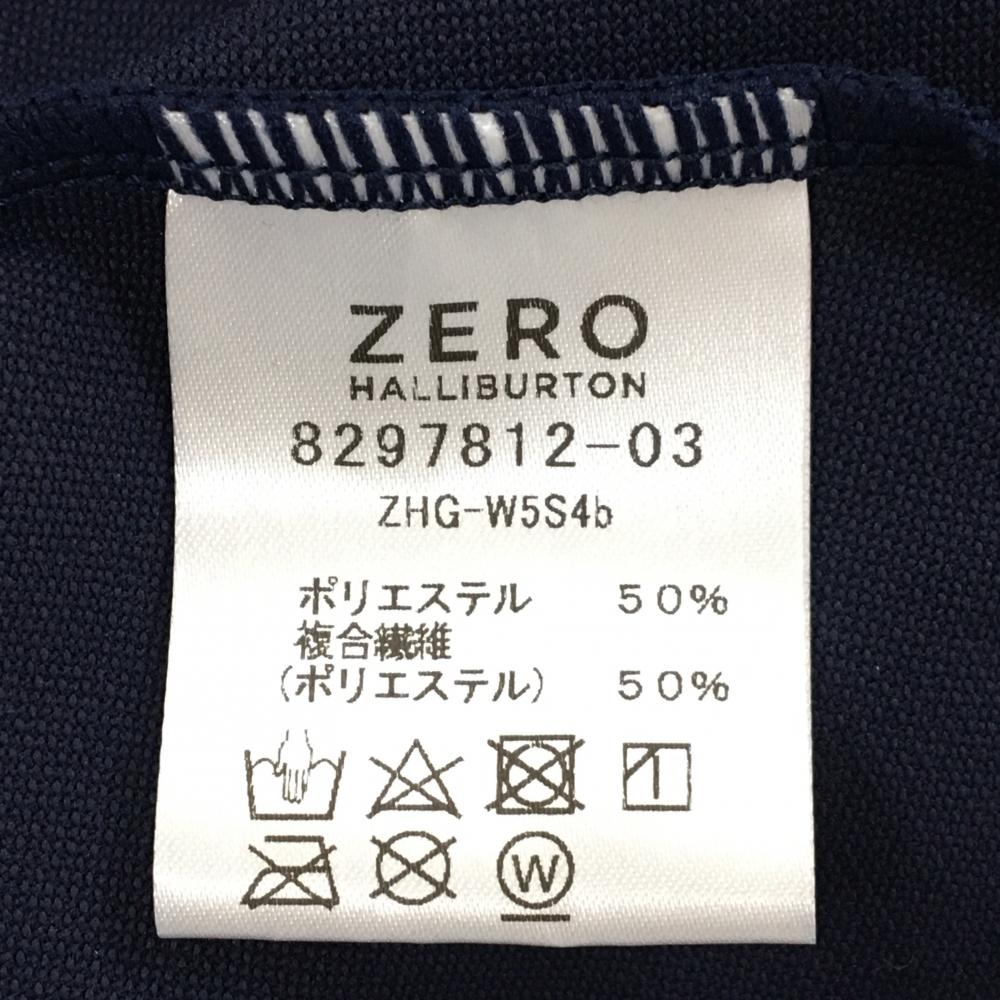 ZERO
HALLIBURTON
8297812-03
ZHG-W5S4b
ポリエステル 50%
複合繊維
(ポリエステル) 50%
W